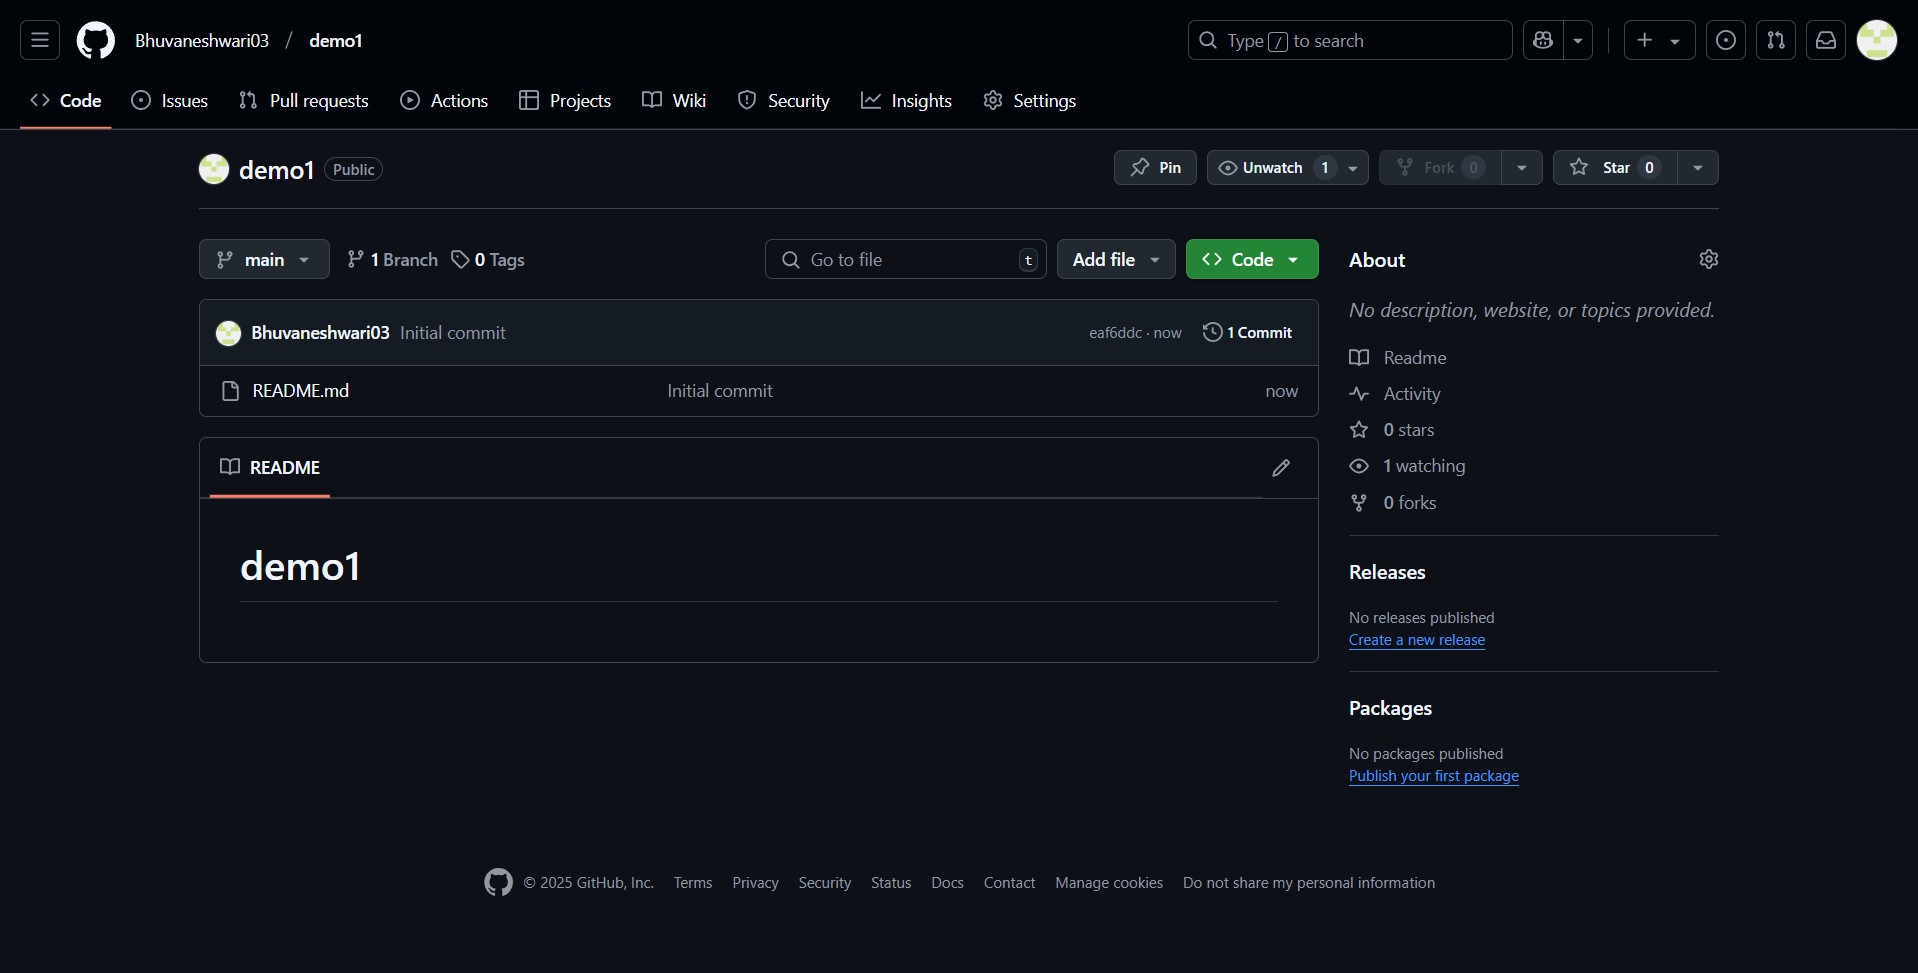 Bhuvaneshwari03 / demo1
Type / to search
Code Issues Pull requests Actions Projects Wiki Security Insights Settings
demo1 Public
Pin Unwatch 1 Fork 0 Star 0
main 1 Branch 0 Tags Go to file t Add file Code
Bhuvaneshwari03 Initial commit eaf6ddc · now 1 Commit
README.md Initial commit now
README
demo1
About
No description, website, or topics provided.
Readme
Activity
0 stars
1 watching
0 forks
Releases
No releases published
Create a new release
Packages
No packages published
Publish your first package
© 2025 GitHub, Inc. Terms Privacy Security Status Docs Contact Manage cookies Do not share my personal information